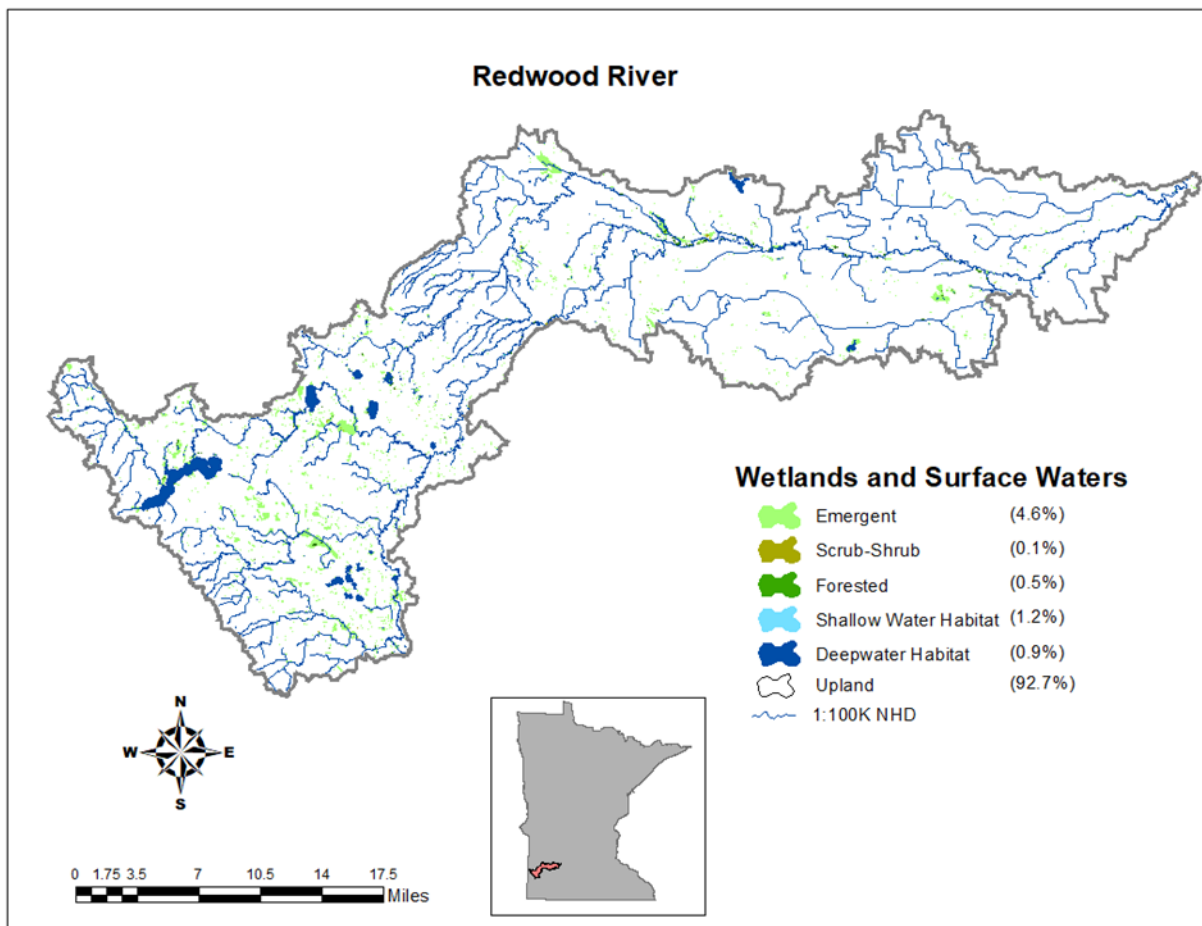 Redwood River
Wetlands and Surface Waters
Emergent (4.6%)
Scrub-Shrub (0.1%)
Forested (0.5%)
Shallow Water Habitat (1.2%)
Deepwater Habitat (0.9%)
Upland (92.7%)
1:100K NHD
N
W E
S
0 1.75 3.5 7 10.5 14 17.5
Miles